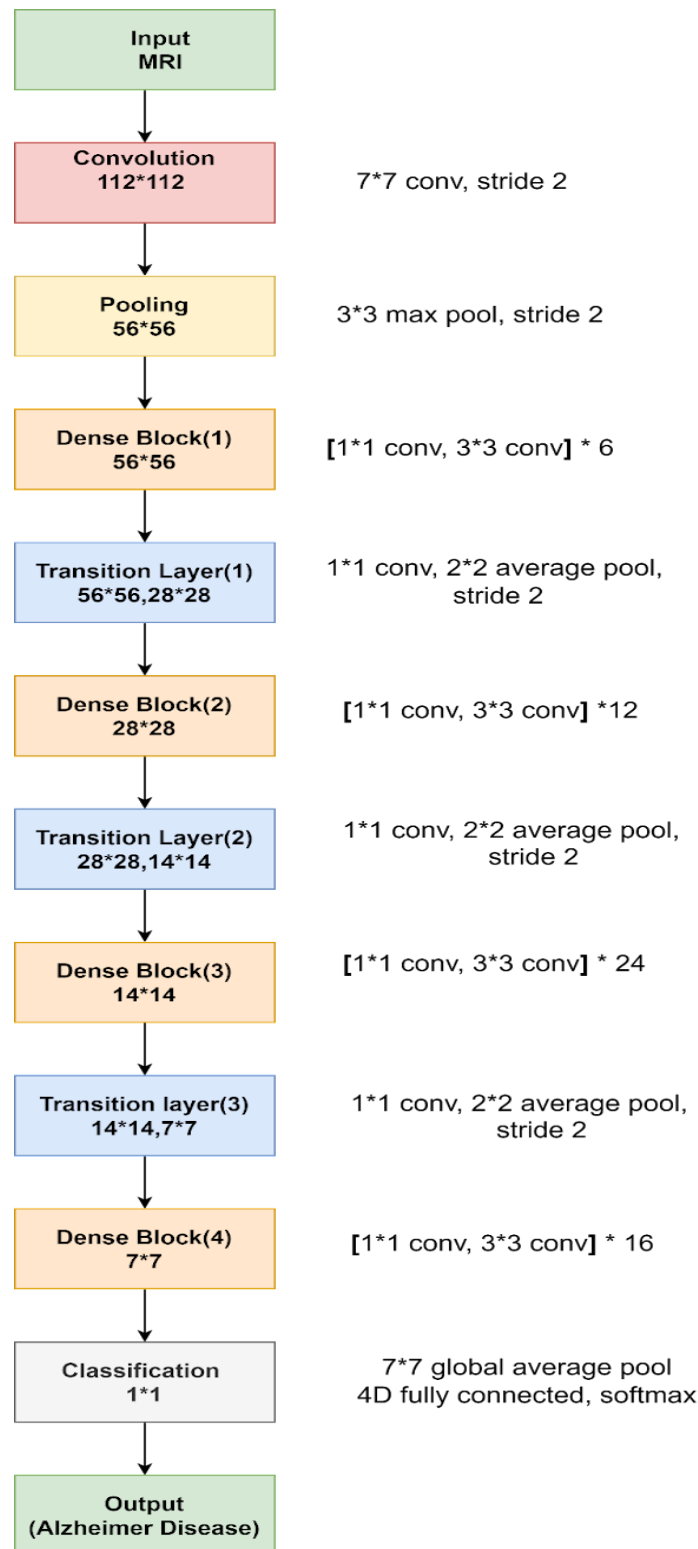 Input
MRI
Convolution
112*112
7*7 conv, stride 2
Pooling
56*56
3*3 max pool, stride 2
Dense Block(1)
56*56
[1*1 conv, 3*3 conv] * 6
Transition Layer(1)
56*56,28*28
1*1 conv, 2*2 average pool,
stride 2
Dense Block(2)
28*28
[1*1 conv, 3*3 conv] *12
Transition Layer(2)
28*28,14*14
1*1 conv, 2*2 average pool,
stride 2
Dense Block(3)
14*14
[1*1 conv, 3*3 conv] * 24
Transition layer(3)
14*14,7*7
1*1 conv, 2*2 average pool,
stride 2
Dense Block(4)
7*7
[1*1 conv, 3*3 conv] * 16
Classification
1*1
7*7 global average pool
4D fully connected, softmax
Output
(Alzheimer Disease)